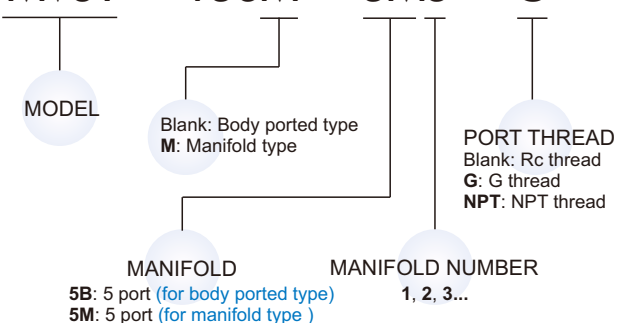 MODEL
Blank: Body ported type
M: Manifold type
PORT THREAD
Blank: Rc thread
G: G thread
NPT: NPT thread
MANIFOLD
5B: 5 port (for body ported type)
5M: 5 port (for manifold type )
MANIFOLD NUMBER
1, 2, 3...